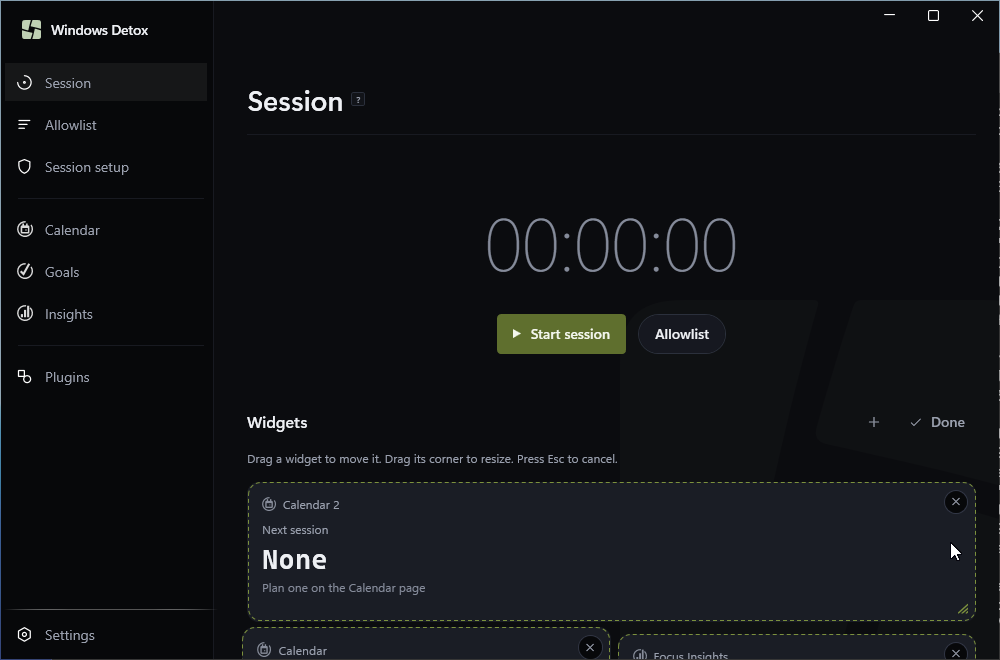 Windows Detox
Session
Allowlist
Session setup
Calendar
Goals
Insights
Plugins
Settings
Session ?
00:00:00
Start session
Allowlist
Widgets
+ Done
Drag a widget to move it. Drag its corner to resize. Press Esc to cancel.
Calendar 2
Next session
None
Plan one on the Calendar page
Calendar
Focus Insights